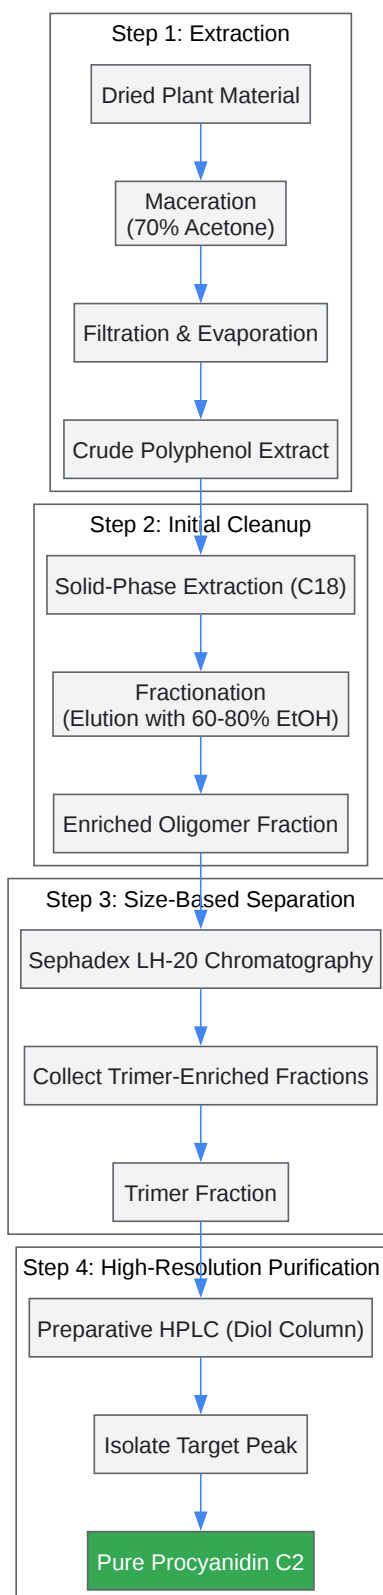 Step 1: Extraction
Dried Plant Material
Maceration
(70% Acetone)
Filtration & Evaporation
Crude Polyphenol Extract
Step 2: Initial Cleanup
Solid-Phase Extraction (C18)
Fractionation
(Elution with 60-80% EtOH)
Enriched Oligomer Fraction
Step 3: Size-Based Separation
Sephadex LH-20 Chromatography
Collect Trimer-Enriched Fractions
Trimer Fraction
Step 4: High-Resolution Purification
Preparative HPLC (Diol Column)
Isolate Target Peak
Pure Procyanidin C2